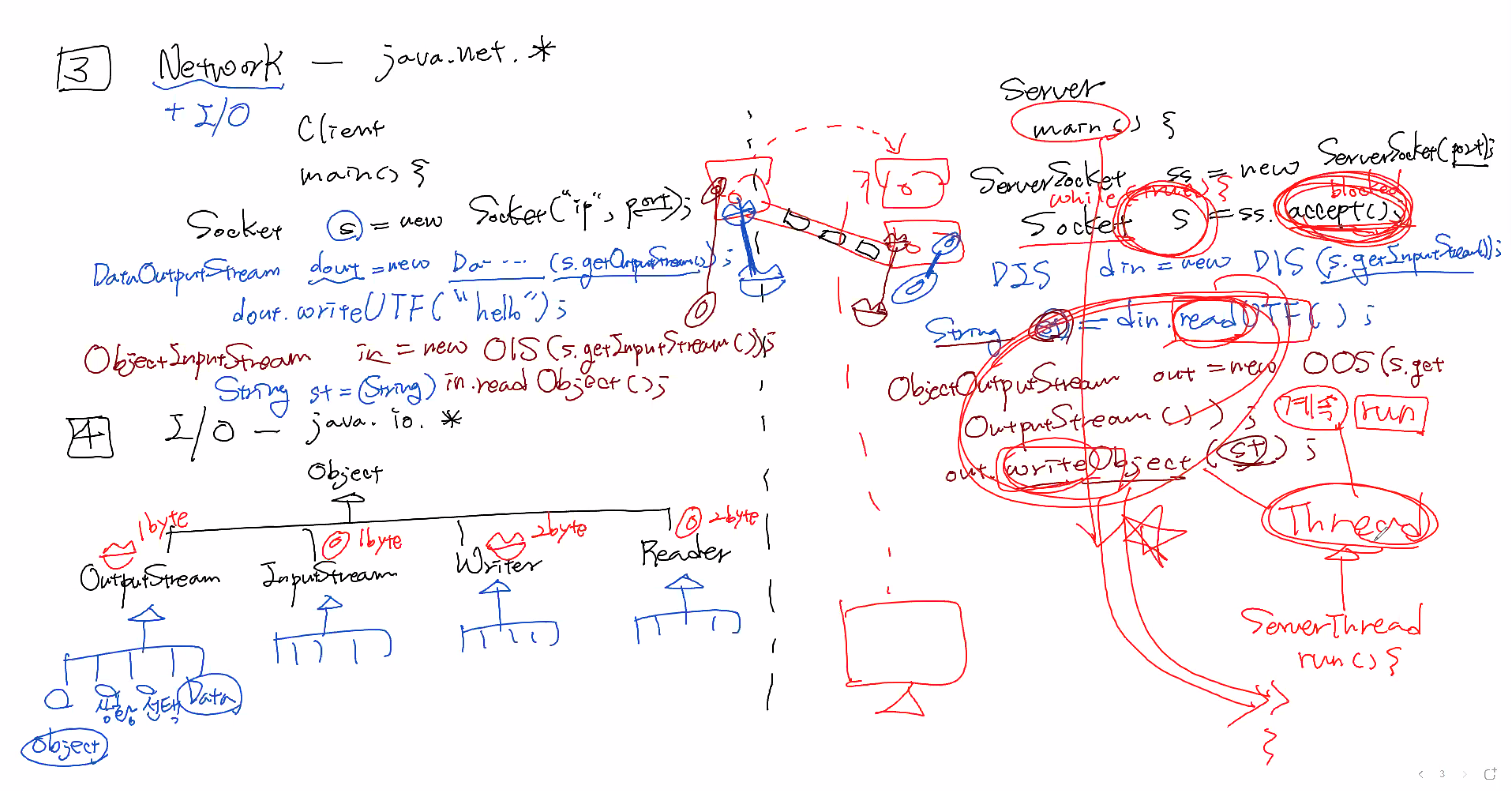 3 Network — java.net.*
+ I/O
Client
main() {
Socket s = new Socket("ip", port);
DataOutputStream dout = new Da.... (s.getOutputStream());
dout.writeUTF("hello");
ObjectInputStream in = new OIS(s.getInputStream());
String st = (String) in.readObject();
4 I/O — java.io.*
Object
1byte
1byte
2byte
2byte
OutputStream
InputStream
Writer
Reader
Data
Object
Server
main() {
ServerSocket ss = new ServerSocket(port);
while(true) {
blocked
Socket s = ss.accept();
DIS din = new DIS(s.getInputStream());
String st = din.readUTF();
ObjectOutputStream out = new OOS(s.get
OutputStream());
out.writeObject(st);
계속 run
Thread
ServerThread
run() {
}
}
3